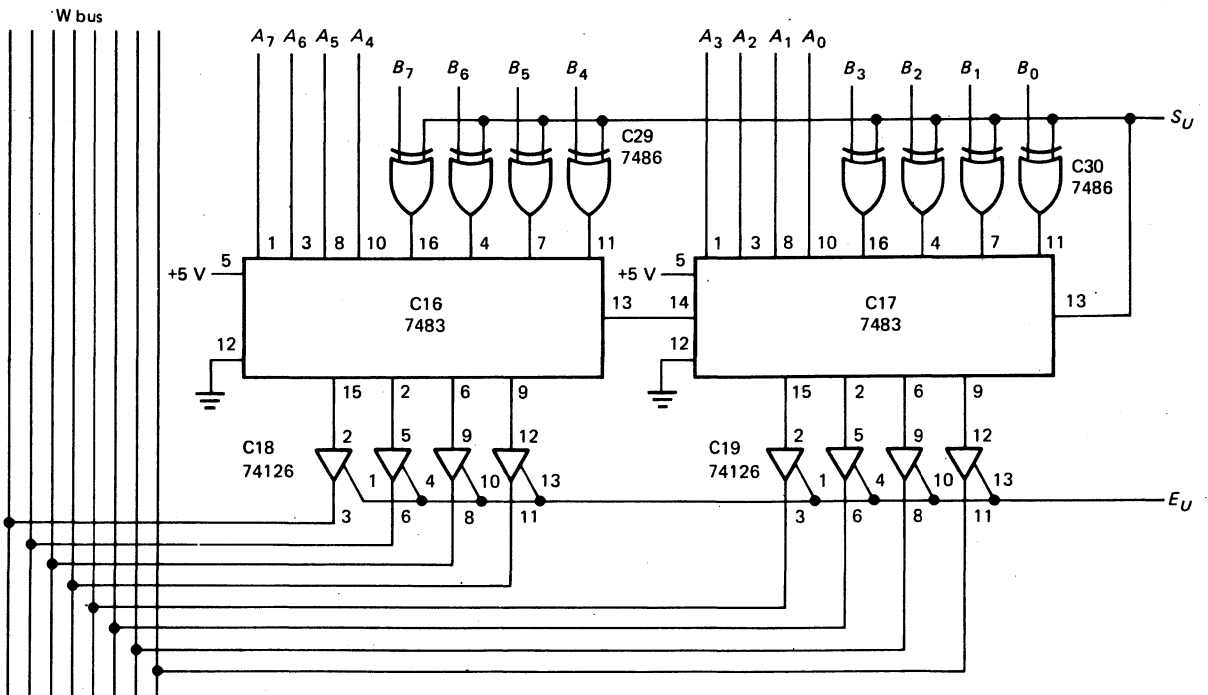 W bus
A7 A6 A5 A4 A3 A2 A1 A0
B7 B6 B5 B4 B3 B2 B1 B0
SU
C29
7486
C30
7486
1 3 8 10 16 4 7 11
1 3 8 10 16 4 7 11
+5 V 5
+5 V 5
C16
7483
13
14
C17
7483
13
12
12
15 2 6 9
15 2 6 9
C18
74126
2 5 9 12
C19
74126
2 5 9 12
1 4 10 13
1 4 10 13
EU
3 6 8 11
3 6 8 11